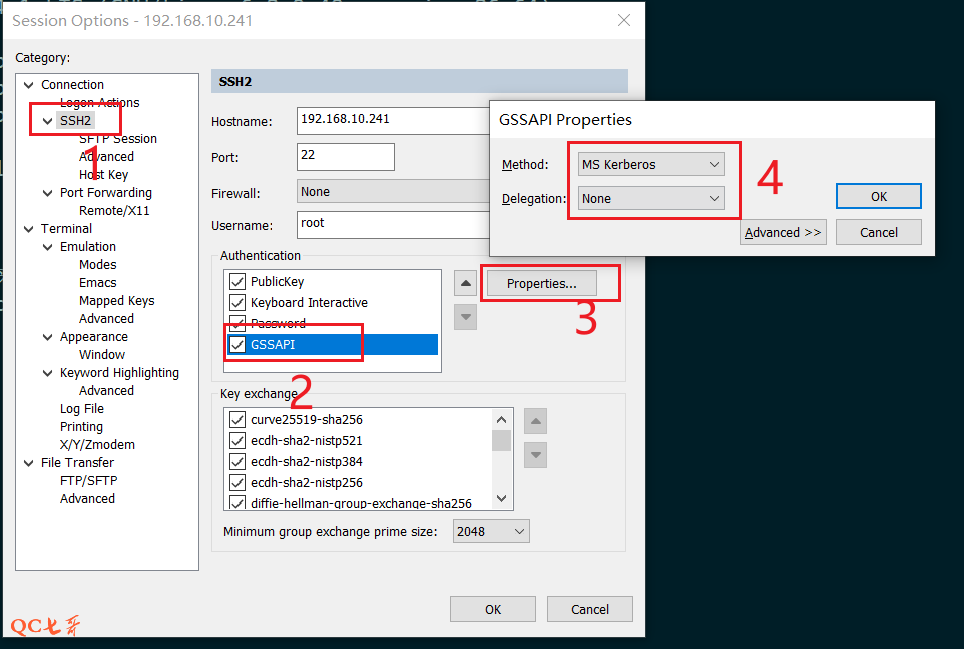 Session Options - 192.168.10.241
Category:
Connection
Logon Actions
SSH2
SFTP Session
Advanced
Host Key
Port Forwarding
Remote/X11
Terminal
Emulation
Modes
Emacs
Mapped Keys
Advanced
Appearance
Window
Keyword Highlighting
Advanced
Log File
Printing
X/Y/Zmodem
File Transfer
FTP/SFTP
Advanced
1
SSH2
Hostname: 192.168.10.241
Port: 22
Firewall: None
Username: root
Authentication
PublicKey
Keyboard Interactive
Password
GSSAPI
2
Properties...
3
Key exchange
curve25519-sha256
ecdh-sha2-nistp521
ecdh-sha2-nistp384
ecdh-sha2-nistp256
diffie-hellman-group-exchange-sha256
Minimum group exchange prime size: 2048
OK Cancel
GSSAPI Properties
Method: MS Kerberos
Delegation: None
4
OK
Advanced >> Cancel
QC七哥